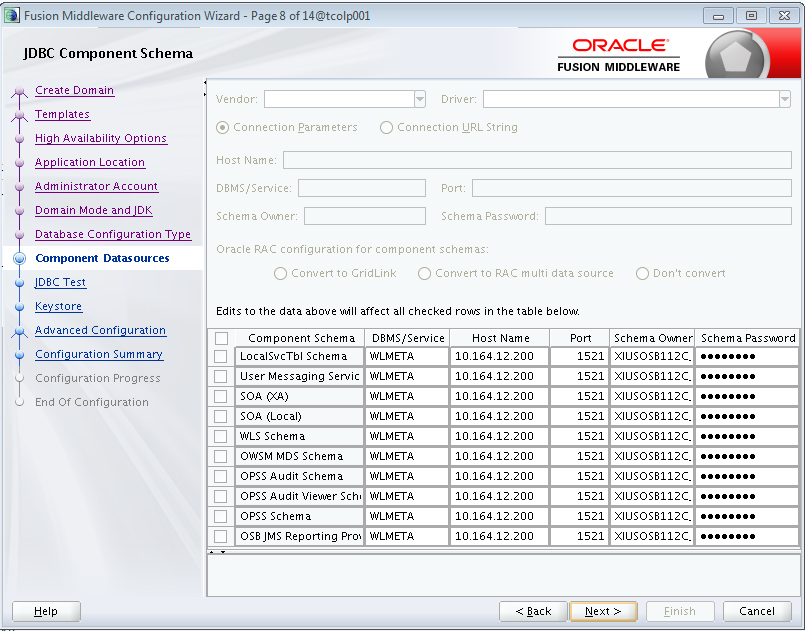 Fusion Middleware Configuration Wizard - Page 8 of 14@tcolp001
JDBC Component Schema
ORACLE
FUSION MIDDLEWARE
Create Domain
Templates
High Availability Options
Application Location
Administrator Account
Domain Mode and JDK
Database Configuration Type
Component Datasources
JDBC Test
Keystore
Advanced Configuration
Configuration Summary
Configuration Progress
End Of Configuration
Vendor: Driver:
Connection Parameters Connection URL String
Host Name:
DBMS/Service: Port:
Schema Owner: Schema Password:
Oracle RAC configuration for component schemas:
Convert to GridLink Convert to RAC multi data source Don't convert
Edits to the data above will affect all checked rows in the table below.
Component Schema DBMS/Service Host Name Port Schema Owner Schema Password
LocalSvcTbl Schema WLMETA 10.164.12.200 1521 XIUSOSB112C_ ●●●●●●●●
User Messaging Servic WLMETA 10.164.12.200 1521 XIUSOSB112C_ ●●●●●●●●
SOA (XA) WLMETA 10.164.12.200 1521 XIUSOSB112C_ ●●●●●●●●
SOA (Local) WLMETA 10.164.12.200 1521 XIUSOSB112C_ ●●●●●●●●
WLS Schema WLMETA 10.164.12.200 1521 XIUSOSB112C_ ●●●●●●●●
OWSM MDS Schema WLMETA 10.164.12.200 1521 XIUSOSB112C_ ●●●●●●●●
OPSS Audit Schema WLMETA 10.164.12.200 1521 XIUSOSB112C_ ●●●●●●●●
OPSS Audit Viewer Sch WLMETA 10.164.12.200 1521 XIUSOSB112C_ ●●●●●●●●
OPSS Schema WLMETA 10.164.12.200 1521 XIUSOSB112C_ ●●●●●●●●
OSB JMS Reporting Pro WLMETA 10.164.12.200 1521 XIUSOSB112C_ ●●●●●●●●
Help < Back Next > Finish Cancel